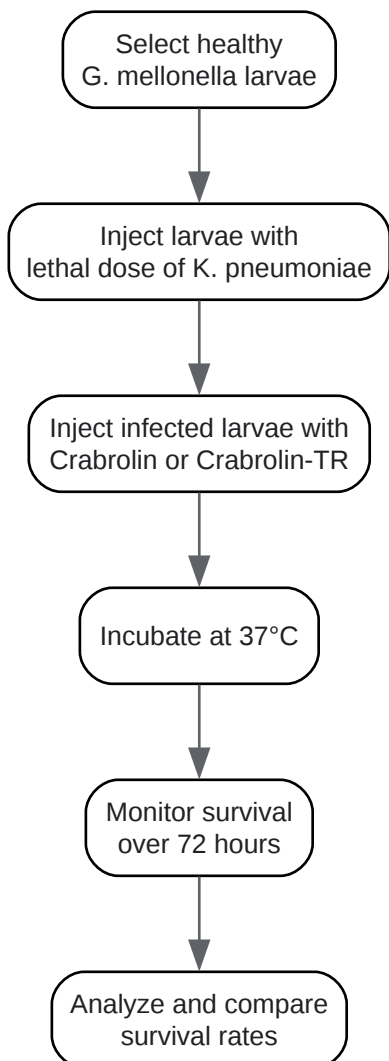 Select healthy
G. mellonella larvae
Inject larvae with
lethal dose of K. pneumoniae
Inject infected larvae with
Crabrolin or Crabrolin-TR
Incubate at 37°C
Monitor survival
over 72 hours
Analyze and compare
survival rates